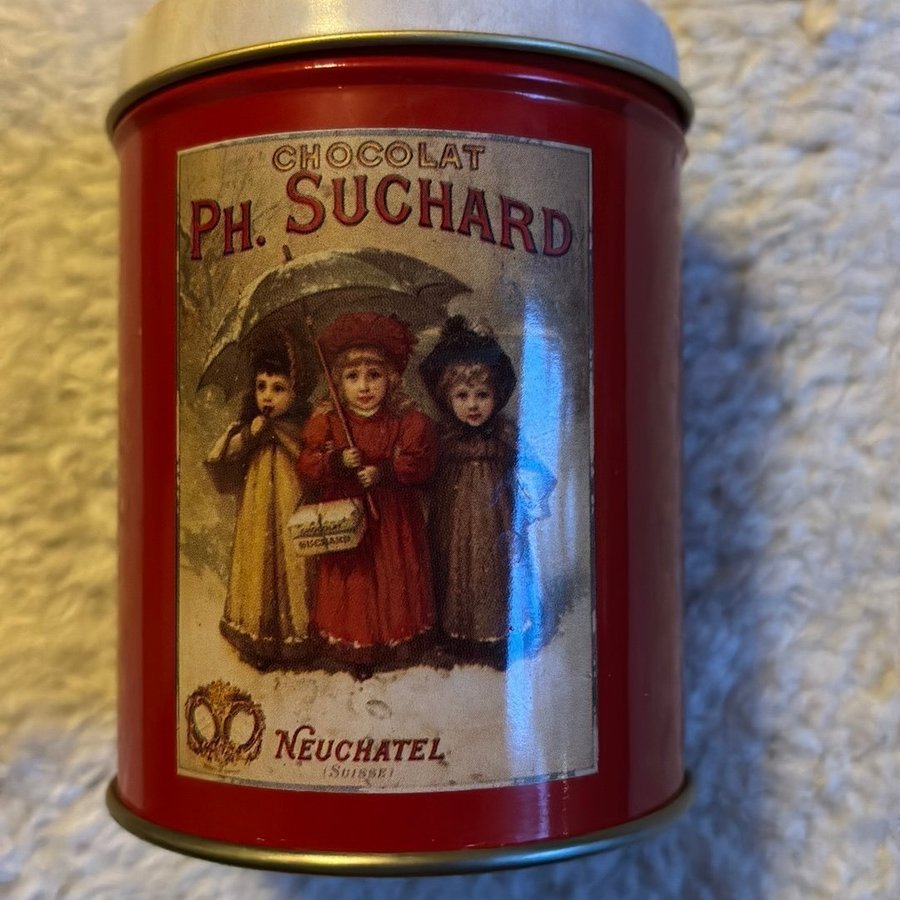 CHOCOLAT
PH. SUCHARD
SUCHARD
NEUCHATEL
(SUISSE)